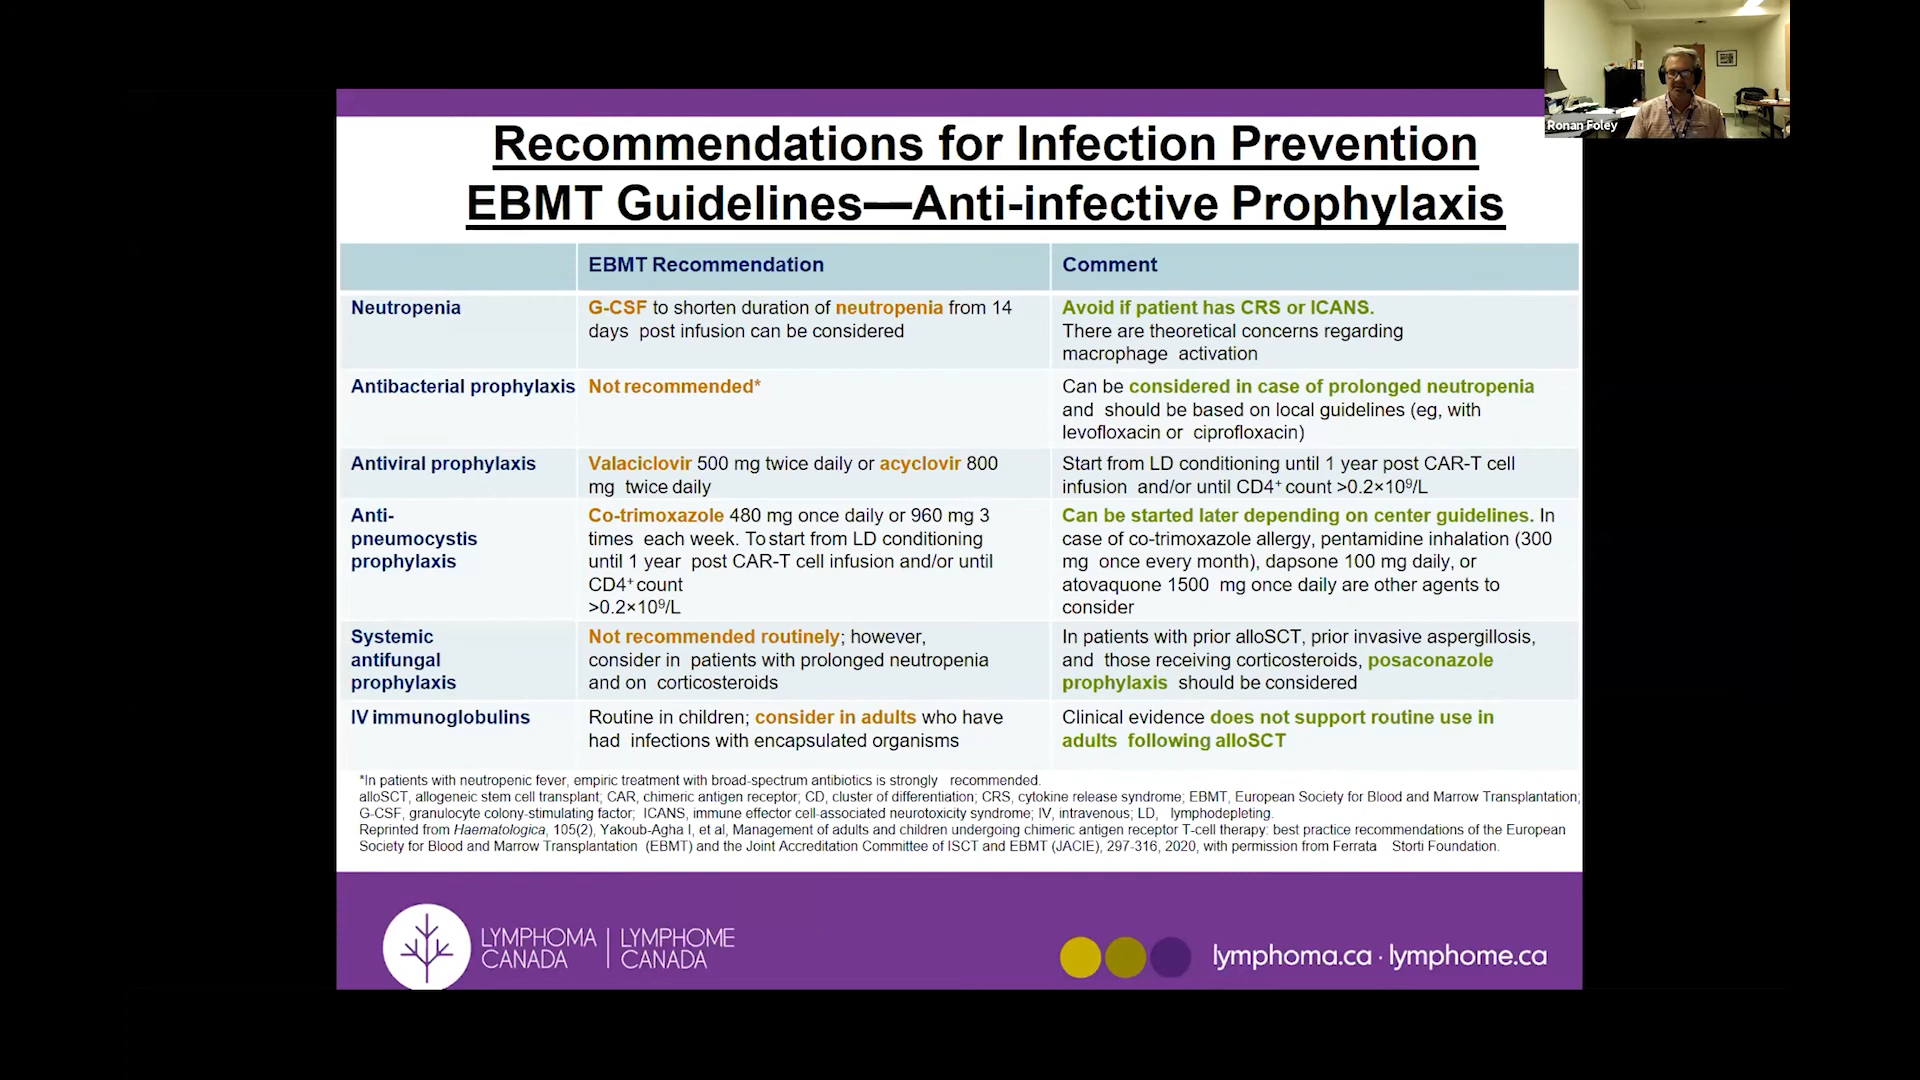 Ronan Foley
Recommendations for Infection Prevention
EBMT Guidelines—Anti-infective Prophylaxis
EBMT Recommendation
Comment
Neutropenia
G-CSF to shorten duration of neutropenia from 14
days post infusion can be considered
Avoid if patient has CRS or ICANS.
There are theoretical concerns regarding
macrophage activation
Antibacterial prophylaxis
Not recommended*
Can be considered in case of prolonged neutropenia
and should be based on local guidelines (eg, with
levofloxacin or ciprofloxacin)
Antiviral prophylaxis
Valaciclovir 500 mg twice daily or acyclovir 800
mg twice daily
Start from LD conditioning until 1 year post CAR-T cell
infusion and/or until CD4⁺ count >0.2×10⁹/L
Anti-
pneumocystis
prophylaxis
Co-trimoxazole 480 mg once daily or 960 mg 3
times each week. To start from LD conditioning
until 1 year post CAR-T cell infusion and/or until
CD4⁺ count
>0.2×10⁹/L
Can be started later depending on center guidelines. In
case of co-trimoxazole allergy, pentamidine inhalation (300
mg once every month), dapsone 100 mg daily, or
atovaquone 1500 mg once daily are other agents to
consider
Systemic
antifungal
prophylaxis
Not recommended routinely; however,
consider in patients with prolonged neutropenia
and on corticosteroids
In patients with prior alloSCT, prior invasive aspergillosis,
and those receiving corticosteroids, posaconazole
prophylaxis should be considered
IV immunoglobulins
Routine in children; consider in adults who have
had infections with encapsulated organisms
Clinical evidence does not support routine use in
adults following alloSCT
*In patients with neutropenic fever, empiric treatment with broad-spectrum antibiotics is strongly recommended.
alloSCT, allogeneic stem cell transplant; CAR, chimeric antigen receptor; CD, cluster of differentiation; CRS, cytokine release syndrome; EBMT, European Society for Blood and Marrow Transplantation;
G-CSF, granulocyte colony-stimulating factor; ICANS, immune effector cell-associated neurotoxicity syndrome; IV, intravenous; LD, lymphodepleting.
Reprinted from Haematologica, 105(2), Yakoub-Agha I, et al, Management of adults and children undergoing chimeric antigen receptor T-cell therapy: best practice recommendations of the European
Society for Blood and Marrow Transplantation (EBMT) and the Joint Accreditation Committee of ISCT and EBMT (JACIE), 297-316, 2020, with permission from Ferrata Storti Foundation.
LYMPHOMA
CANADA
LYMPHOME
CANADA
lymphoma.ca · lymphome.ca